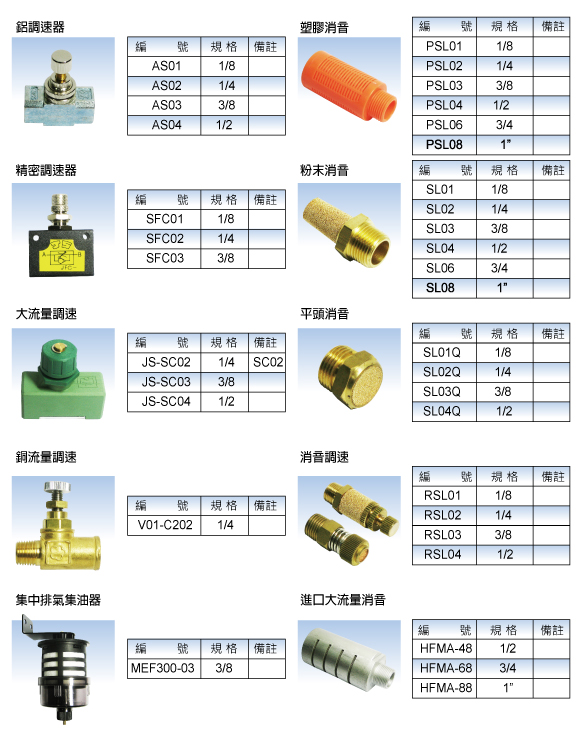 鋁調速器
編 號 規格 備註
AS01 1/8
AS02 1/4
AS03 3/8
AS04 1/2
塑膠消音
編 號 規格 備註
PSL01 1/8
PSL02 1/4
PSL03 3/8
PSL04 1/2
PSL06 3/4
PSL08 1”
精密調速器
A B
編 號 規格 備註
SFC01 1/8
SFC02 1/4
SFC03 3/8
粉末消音
編 號 規格 備註
SL01 1/8
SL02 1/4
SL03 3/8
SL04 1/2
SL06 3/4
SL08 1”
大流量調速
編 號 規格 備註
JS-SC02 1/4 SC02
JS-SC03 3/8
JS-SC04 1/2
平頭消音
編 號 規格 備註
SL01Q 1/8
SL02Q 1/4
SL03Q 3/8
SL04Q 1/2
銅流量調速
編 號 規格 備註
V01-C202 1/4
消音調速
編 號 規格 備註
RSL01 1/8
RSL02 1/4
RSL03 3/8
RSL04 1/2
集中排氣集油器
編 號 規格 備註
MEF300-03 3/8
進口大流量消音
編 號 規格 備註
HFMA-48 1/2
HFMA-68 3/4
HFMA-88 1”